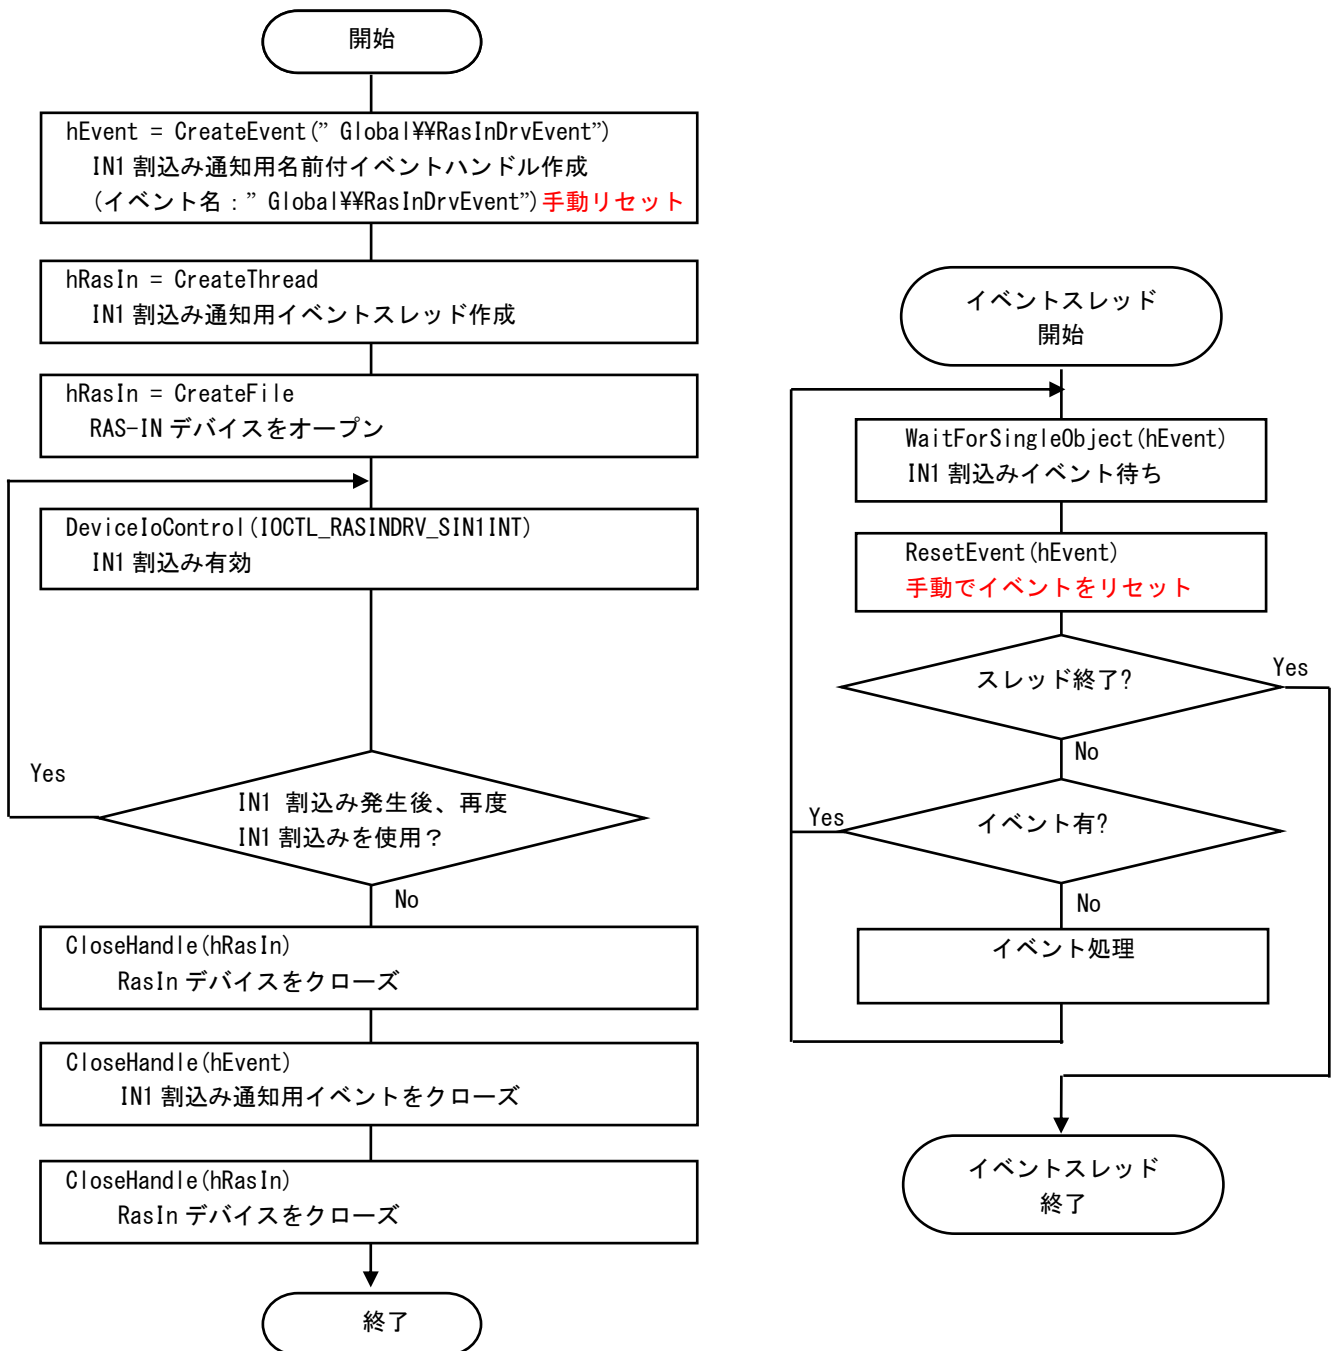 開始
hEvent = CreateEvent(” Global¥¥RasInDrvEvent”)
IN1 割込み通知用名前付イベントハンドル作成
(イベント名：” Global¥¥RasInDrvEvent”)手動リセット
hRasIn = CreateThread
IN1 割込み通知用イベントスレッド作成
hRasIn = CreateFile
RAS-IN デバイスをオープン
DeviceIoControl(IOCTL_RASINDRV_SIN1INT)
IN1 割込み有効
Yes
IN1 割込み発生後、再度
IN1 割込みを使用？
No
CloseHandle(hRasIn)
RasIn デバイスをクローズ
CloseHandle(hEvent)
IN1 割込み通知用イベントをクローズ
CloseHandle(hRasIn)
RasIn デバイスをクローズ
終了
イベントスレッド
開始
WaitForSingleObject(hEvent)
IN1 割込みイベント待ち
ResetEvent(hEvent)
手動でイベントをリセット
スレッド終了?
Yes
No
イベント有?
Yes
No
イベント処理
イベントスレッド
終了